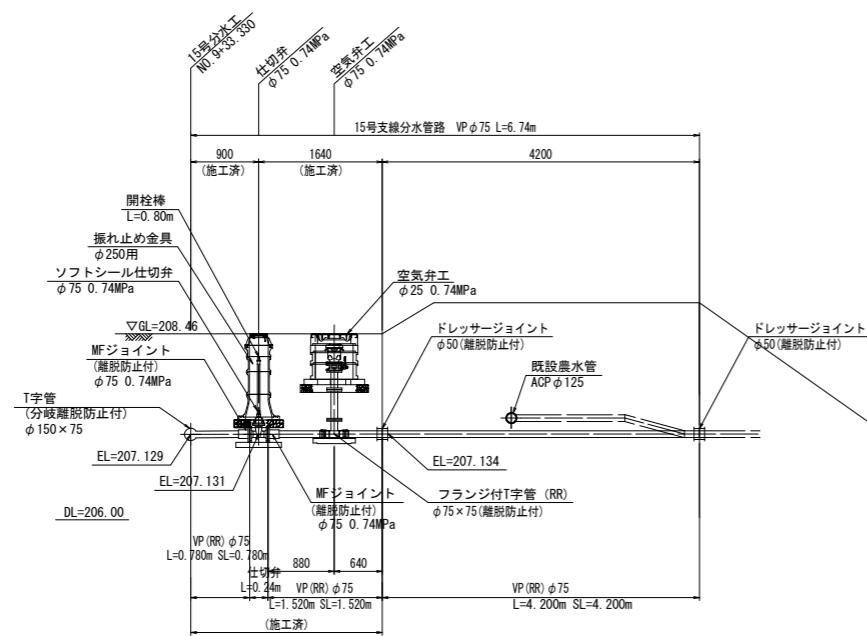 15号分水工
NO.9+33.330
仕切弁
φ75 0.74MPa
空気弁工
φ75 0.74MPa
15号支線分水管路 VPφ75 L=6.74m
900
(施工済)
1640
(施工済)
4200
開栓棒
L=0.80m
振れ止め金具
φ250用
ソフトシール仕切弁
φ75 0.74MPa
空気弁工
φ25 0.74MPa
▽GL=208.46
MFジョイント
(離脱防止付)
φ75 0.74MPa
ドレッサージョイント
φ50(離脱防止付)
ドレッサージョイント
φ50(離脱防止付)
既設農水管
ACPφ125
T字管
(分岐離脱防止付)
φ150×75
EL=207.129
EL=207.131
EL=207.134
MFジョイント
(離脱防止付)
φ75 0.74MPa
フランジ付T字管 (RR)
φ75×75(離脱防止付)
DL=206.00
VP(RR)φ75
L=0.780m SL=0.780m
仕切弁
L=0.24m
880
640
VP(RR)φ75
L=1.520m SL=1.520m
VP(RR)φ75
L=4.200m SL=4.200m
(施工済)